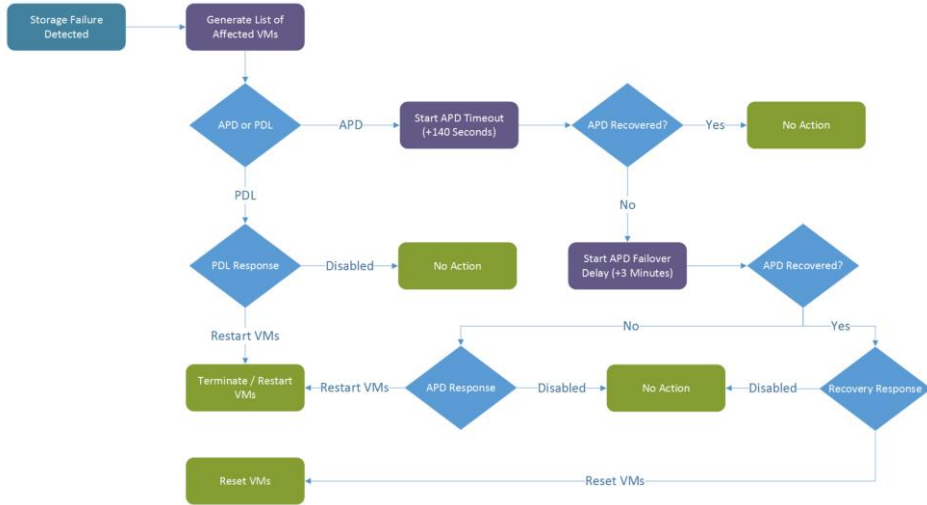 Storage Failure
Detected
Generate List of
Affected VMs
APD or PDL
APD
Start APD Timeout
(+140 Seconds)
APD Recovered?
Yes
No Action
PDL
No
PDL Response
Disabled
No Action
Start APD Failover
Delay (+3 Minutes)
APD Recovered?
Restart VMs
No
Yes
Terminate / Restart
VMs
Restart VMs
APD Response
Disabled
No Action
Disabled
Recovery Response
Reset VMs
Reset VMs